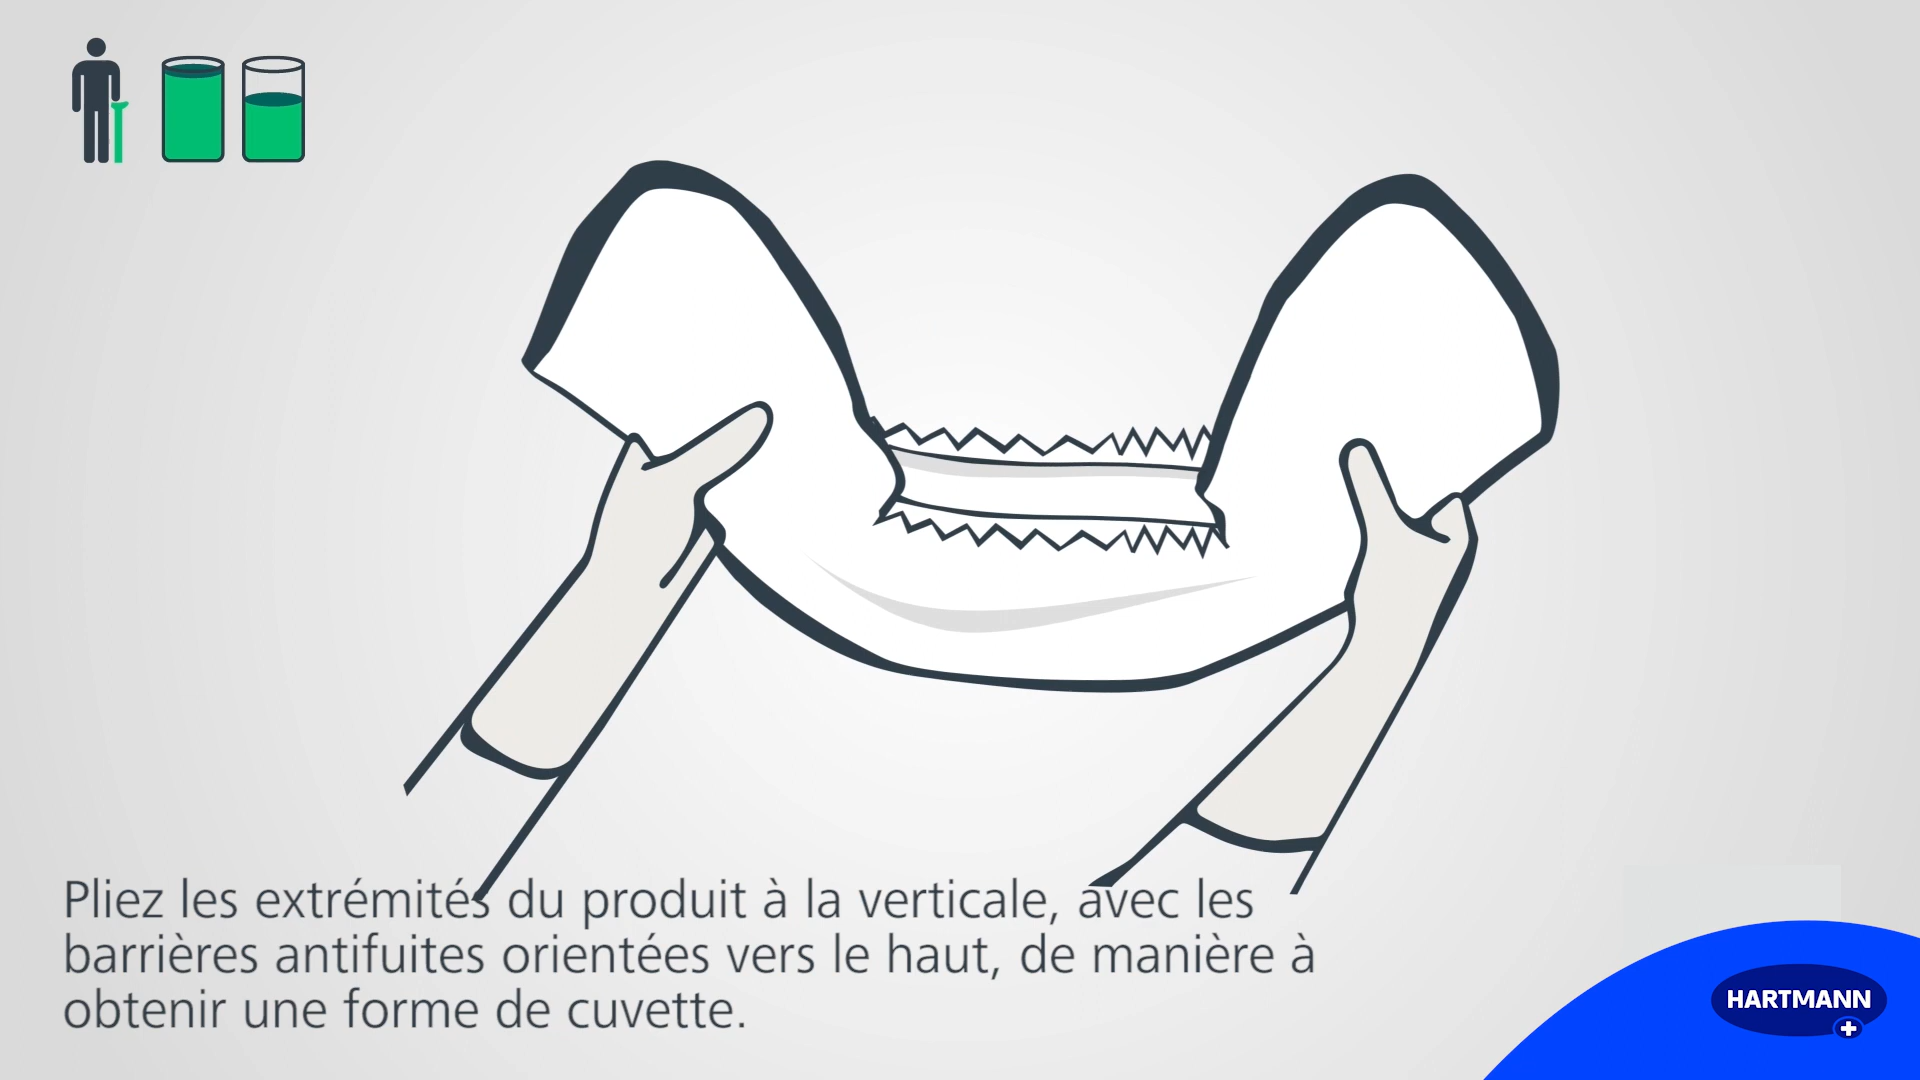 Pliez les extrémités du produit à la verticale, avec les
barrières antifuites orientées vers le haut, de manière à
obtenir une forme de cuvette.
HARTMANN